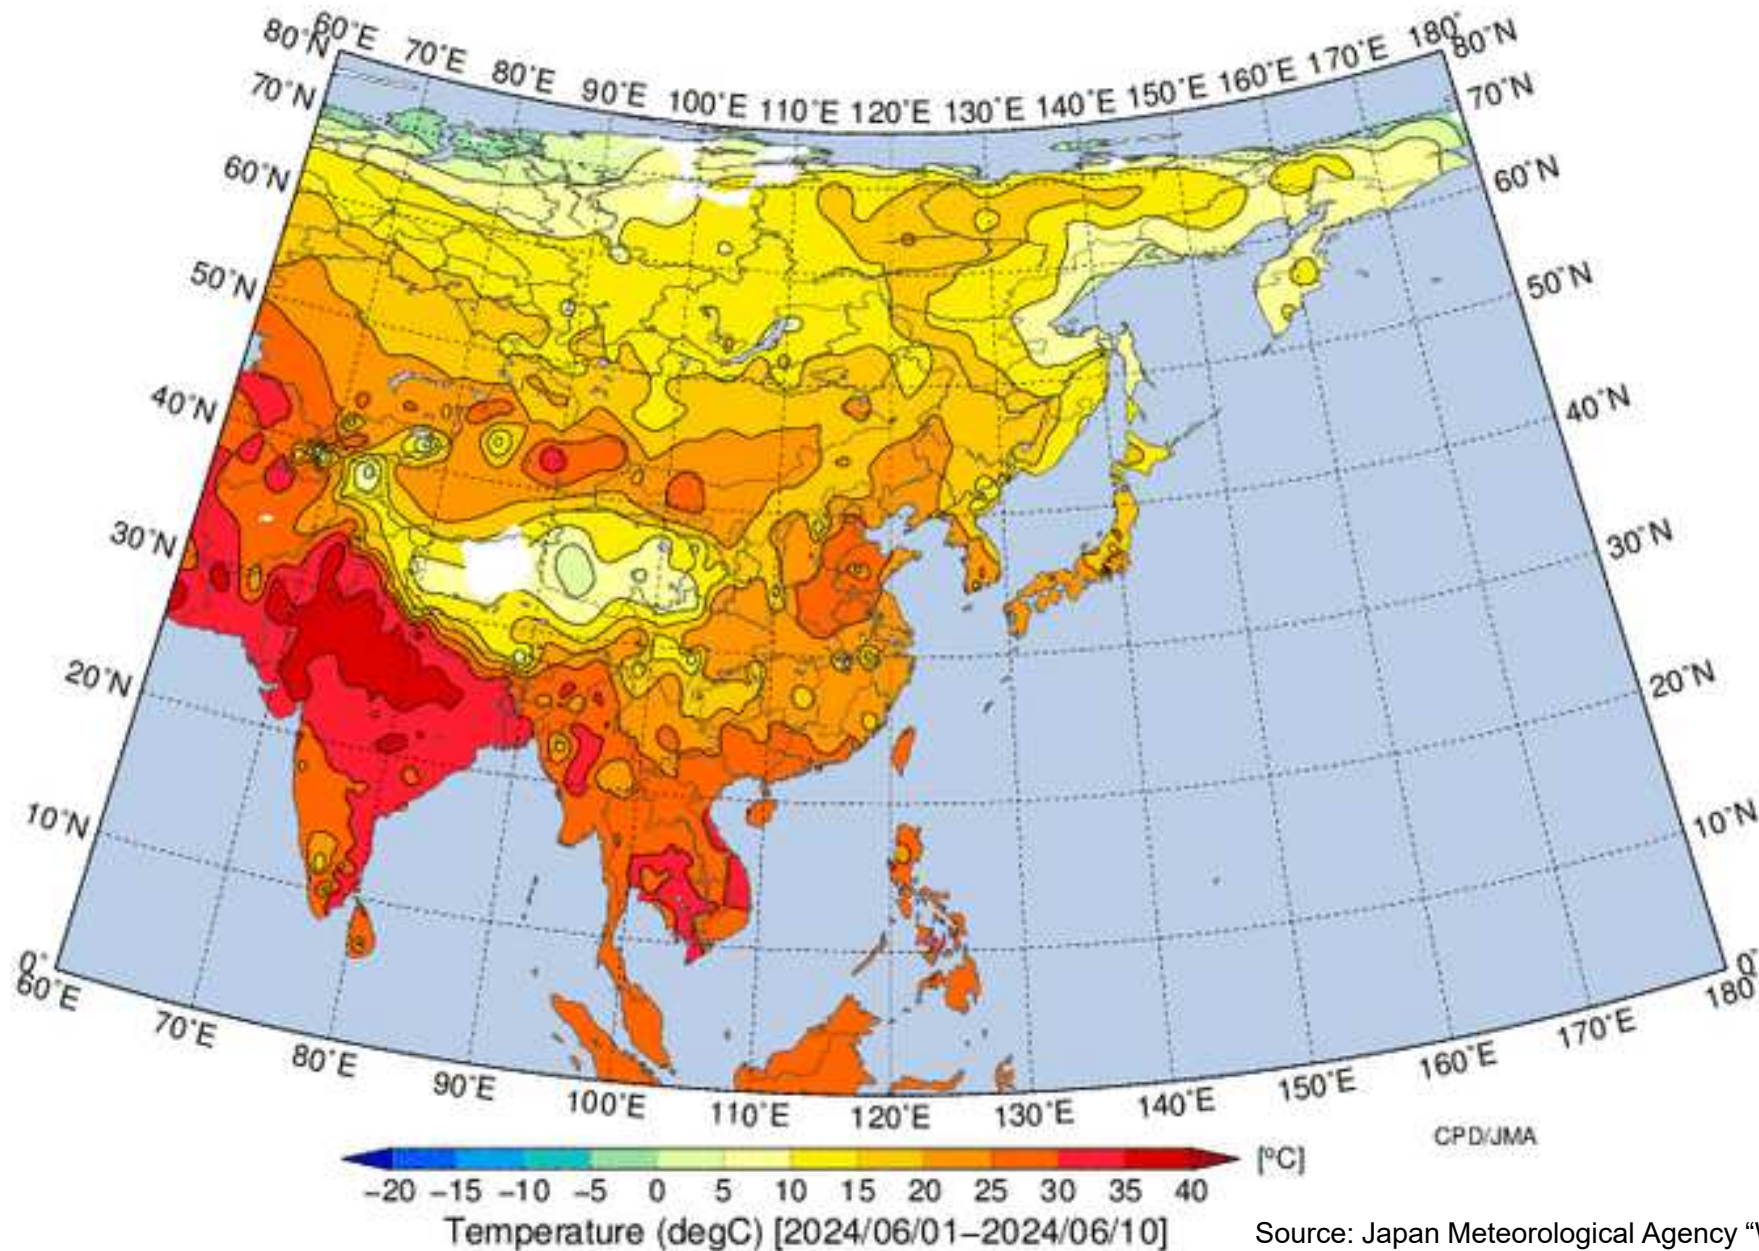 60°E 70°E 80°E 90°E 100°E 110°E 120°E 130°E 140°E 150°E 160°E 170°E 180°
80°N 80°N
70°N 70°N
60°N 60°N
50°N 50°N
40°N 40°N
30°N 30°N
20°N 20°N
10°N 10°N
0° 0°
60°E 70°E 80°E 90°E 100°E 110°E 120°E 130°E 140°E 150°E 160°E 170°E 180°
CPD/JMA
[°C]
−20 −15 −10 −5 0 5 10 15 20 25 30 35 40
Temperature (degC) [2024/06/01−2024/06/10]
Source: Japan Meteorological Agency